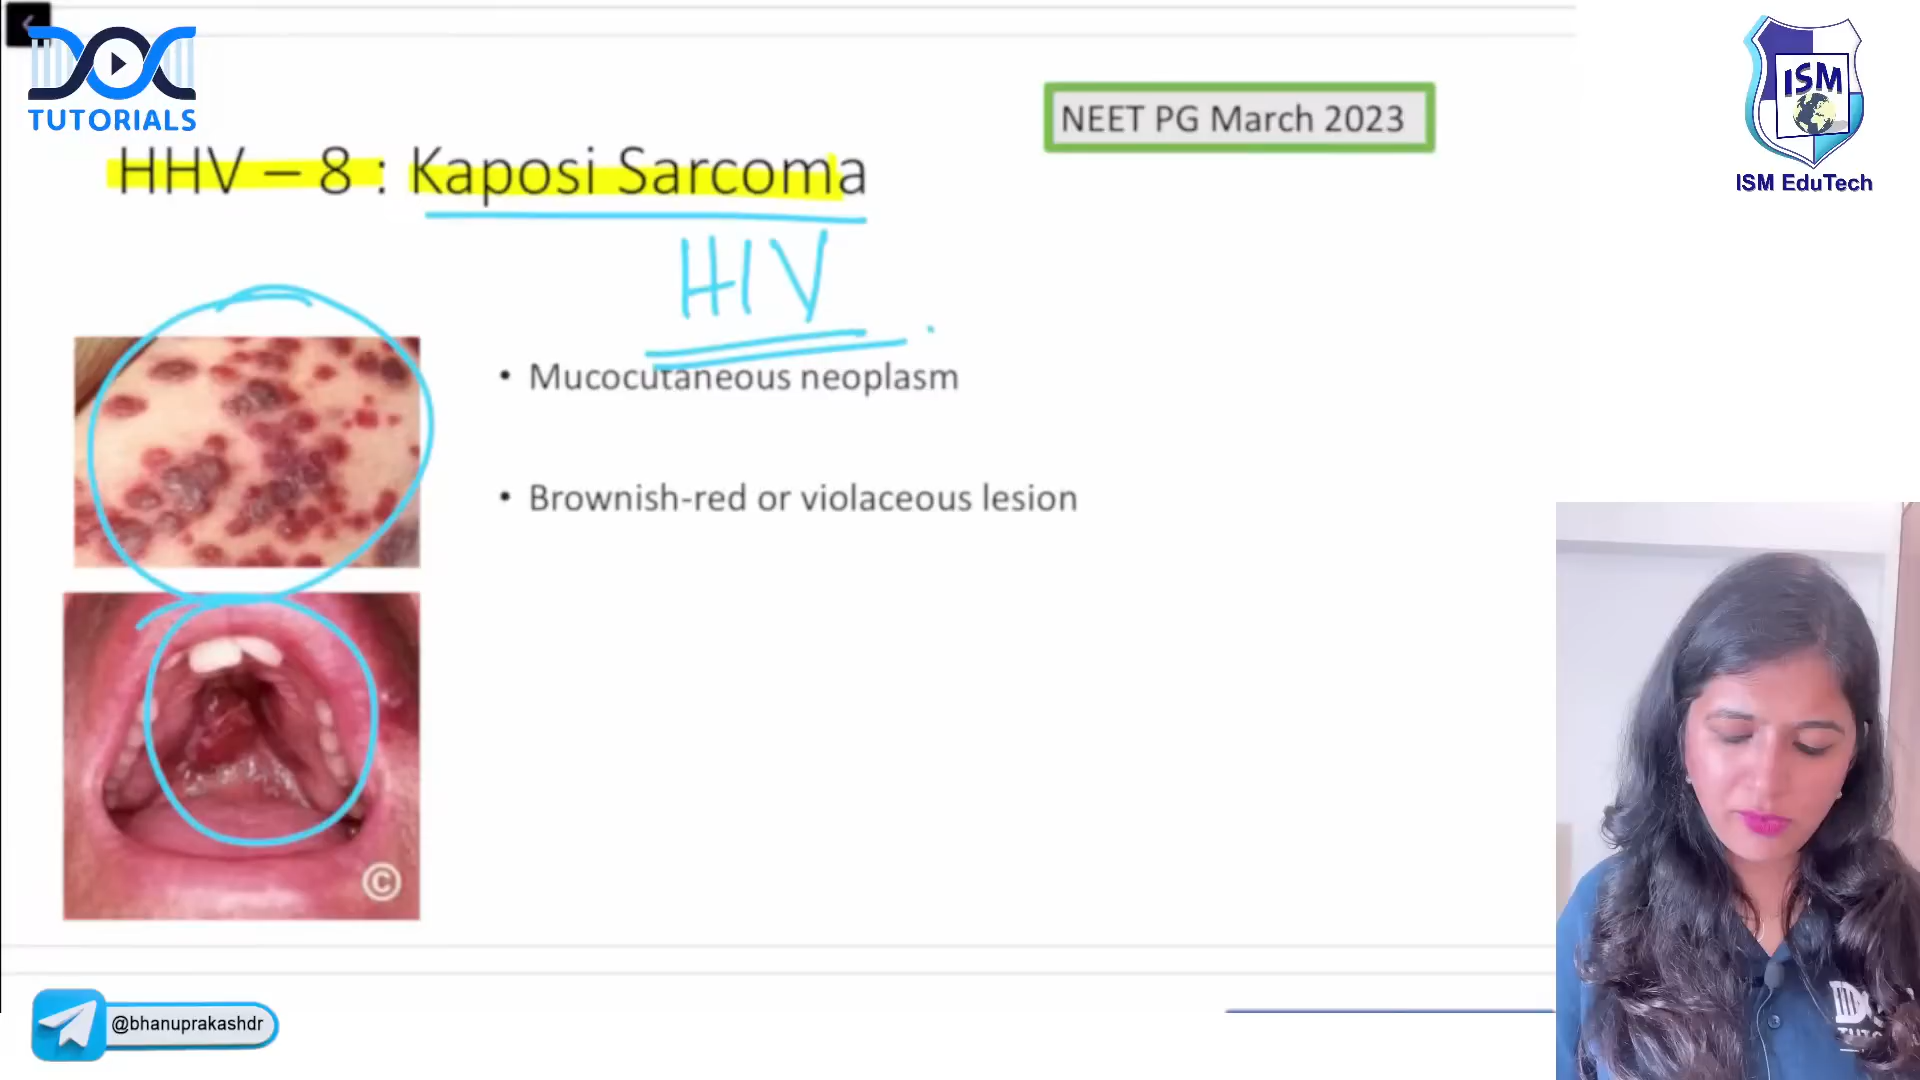 DOC
TUTORIALS
NEET PG March 2023
ISM
ISM EduTech
HHV – 8 : Kaposi Sarcoma
HIV
• Mucocutaneous neoplasm
• Brownish-red or violaceous lesion
©
@bhanuprakashdr